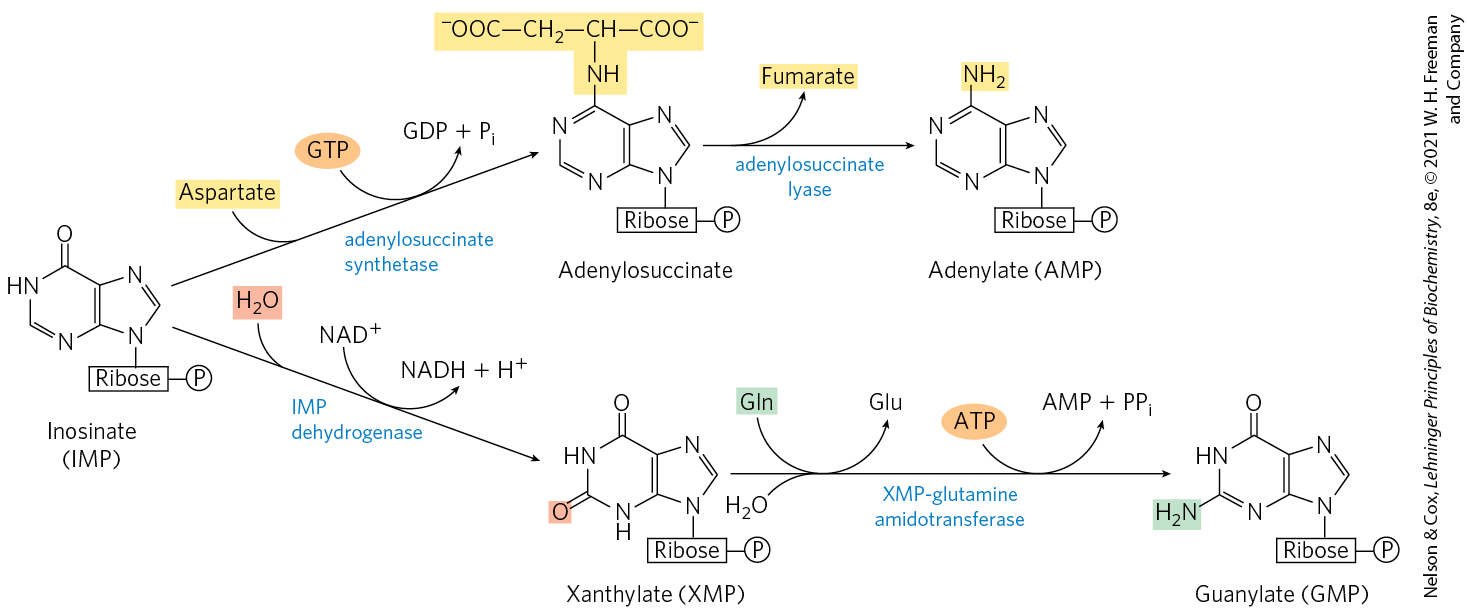 ⁻OOC—CH₂—CH—COO⁻
NH
N
N
N
N
Ribose
P
Adenylosuccinate
Aspartate
GTP
GDP + Pᵢ
adenylosuccinate
synthetase
Fumarate
adenylosuccinate
lyase
NH₂
N
N
N
N
Ribose
P
Adenylate (AMP)
O
HN
N
N
N
Ribose
P
Inosinate
(IMP)
H₂O
NAD⁺
NADH + H⁺
IMP
dehydrogenase
O
HN
N
O
N
H
N
Ribose
P
Xanthylate (XMP)
Gln
H₂O
Glu
ATP
AMP + PPᵢ
XMP-glutamine
amidotransferase
O
HN
N
H₂N
N
N
Ribose
P
Guanylate (GMP)
Nelson & Cox, Lehninger Principles of Biochemistry, 8e, © 2021 W. H. Freeman
and Company